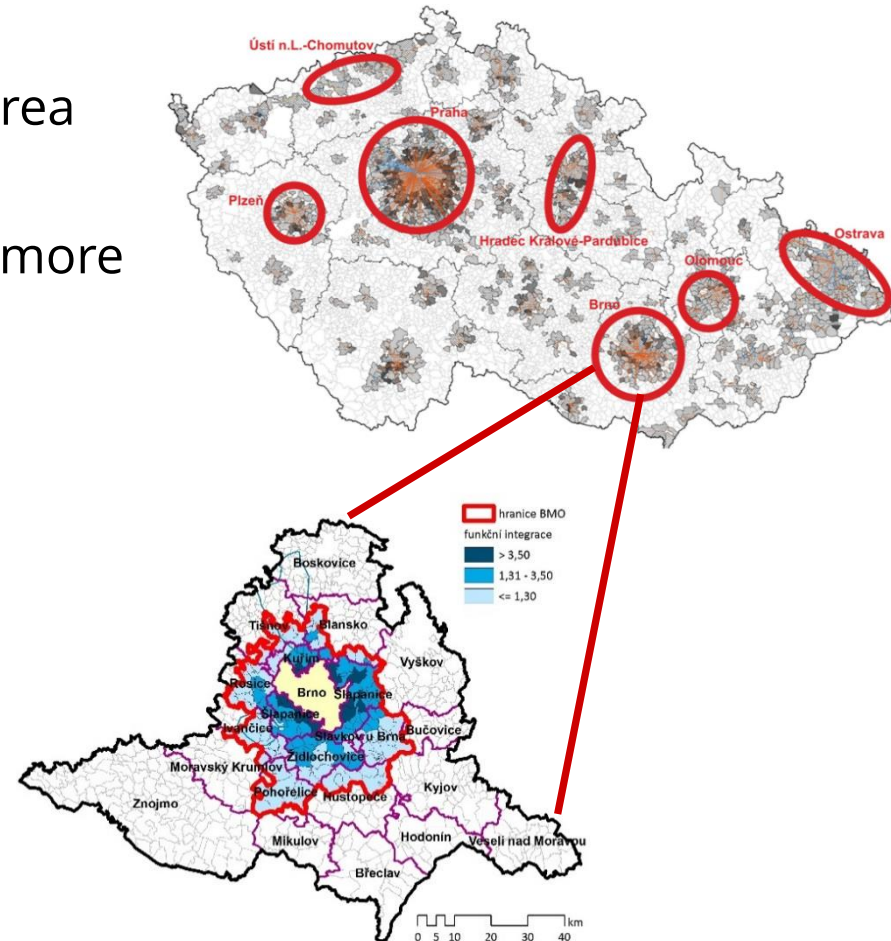 rea
more
Ústí n.L.-Chomutov
Praha
Plzeň
Hradec Králové-Pardubice
Ostrava
Olomouc
Brno
hranice BMO
funkční integrace
> 3,50
1,31 - 3,50
<= 1,30
Boskovice
Tišnov
Blansko
Kuřim
Vyškov
Rosice
Brno
Šlapanice
Šlapanice
Ivančice
Slavkov u Brna
Bučovice
Židlochovice
Moravský Krumlov
Pohořelice
Hustopeče
Kyjov
Znojmo
Mikulov
Hodonín
Veselí nad Moravou
Břeclav
km
0 5 10 20 30 40